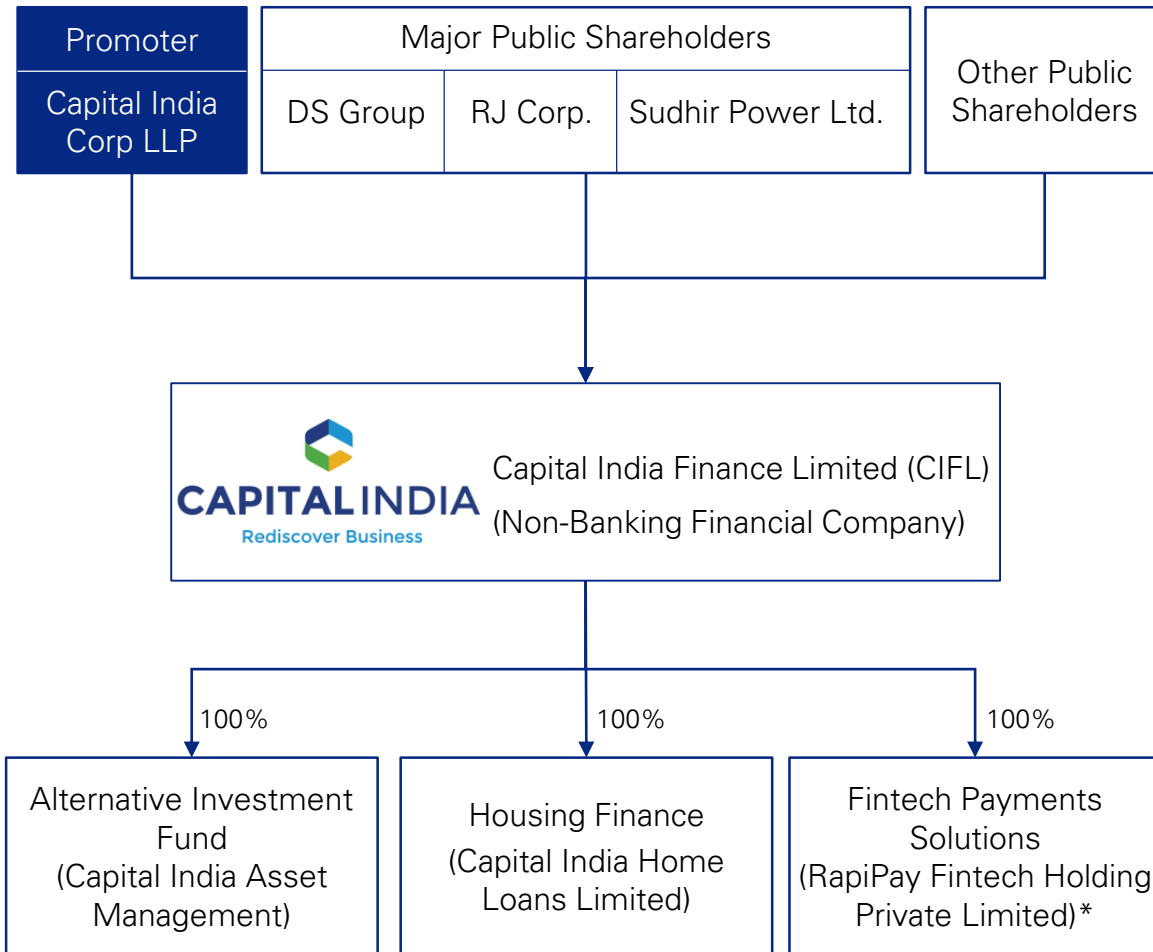 Promoter
Capital India
Corp LLP
Major Public Shareholders
DS Group
RJ Corp.
Sudhir Power Ltd.
Other Public
Shareholders
CAPITAL INDIA
Rediscover Business
Capital India Finance Limited (CIFL)
(Non-Banking Financial Company)
100%
100%
100%
Alternative Investment
Fund
(Capital India Asset
Management)
Housing Finance
(Capital India Home
Loans Limited)
Fintech Payments
Solutions
(RapiPay Fintech Holding
Private Limited)*